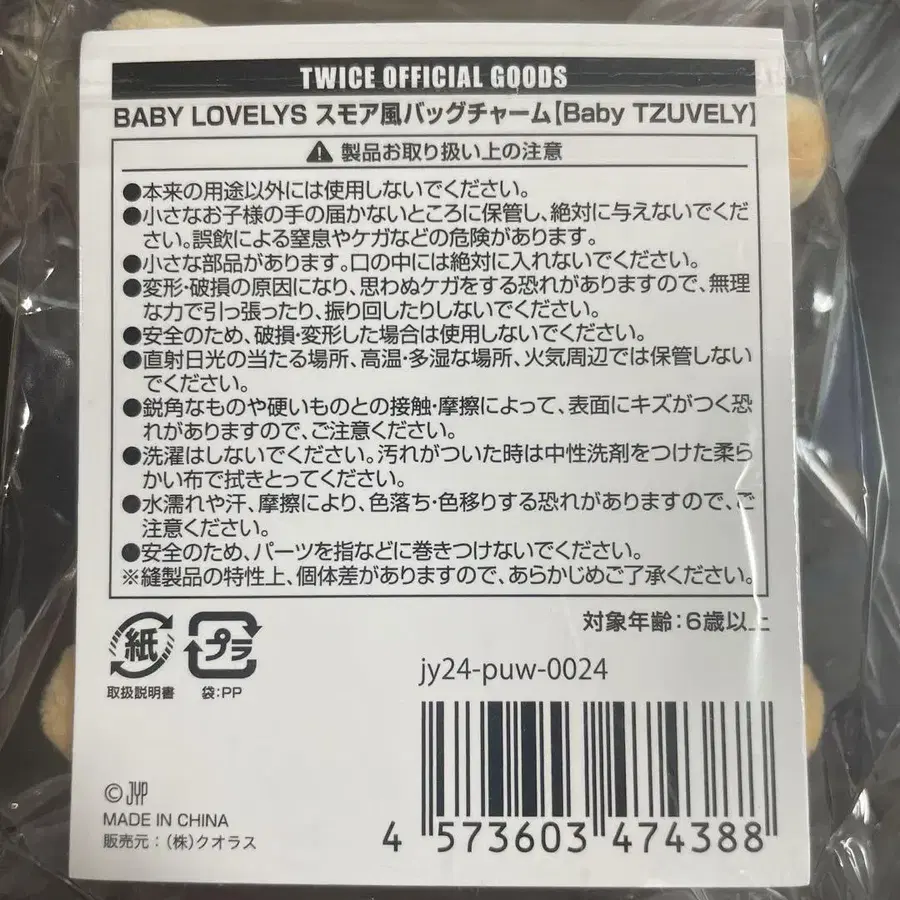 TWICE OFFICIAL GOODS
BABY LOVELYS スモア風バッグチャーム【Baby TZUVELY】
製品お取り扱い上の注意
●本来の用途以外には使用しないでください。
●小さなお子様の手の届かないところに保管し、絶対に与えないでくだ
さい。誤飲による窒息やケガなどの危険があります。
●小さな部品があります。口の中には絶対に入れないでください。
●変形・破損の原因になり、思わぬケガをする恐れがありますので、無理
な力で引っ張ったり、振り回したりしないでください。
●安全のため、破損・変形した場合は使用しないでください。
●直射日光の当たる場所、高温・多湿な場所、火気周辺では保管しない
でください。
●鋭角なものや硬いものとの接触・摩擦によって、表面にキズがつく恐
れがありますので、ご注意ください。
●洗濯はしないでください。汚れがついた時は中性洗剤をつけた柔ら
かい布で拭きとってください。
●水濡れや汗、摩擦により、色落ち・色移りする恐れがありますので、ご
注意ください。
●安全のため、パーツを指などに巻きつけないでください。
※縫製品の特性上、個体差がありますので、あらかじめご了承ください。
対象年齢:6歳以上
紙 プラ
取扱説明書 袋:PP
jy24-puw-0024
© JYP
MADE IN CHINA
販売元:(株)クオラス
4 573603 474388